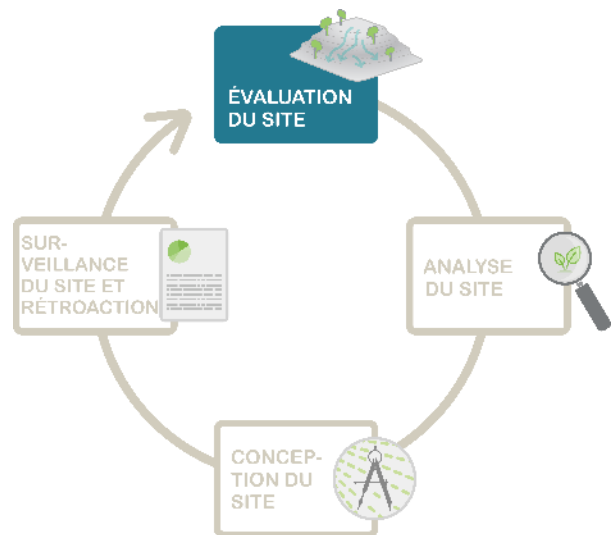 ÉVALUATION
DU SITE
ANALYSE
DU SITE
CONCEP-
TION DU
SITE
SUR-
VEILLANCE
DU SITE ET
RÉTROACTION